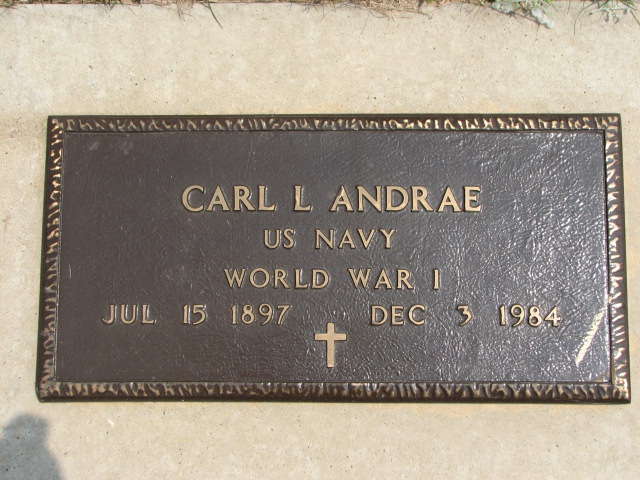 CARL L ANDRAE
US NAVY
WORLD WAR I
JUL 15 1897 DEC 3 1984